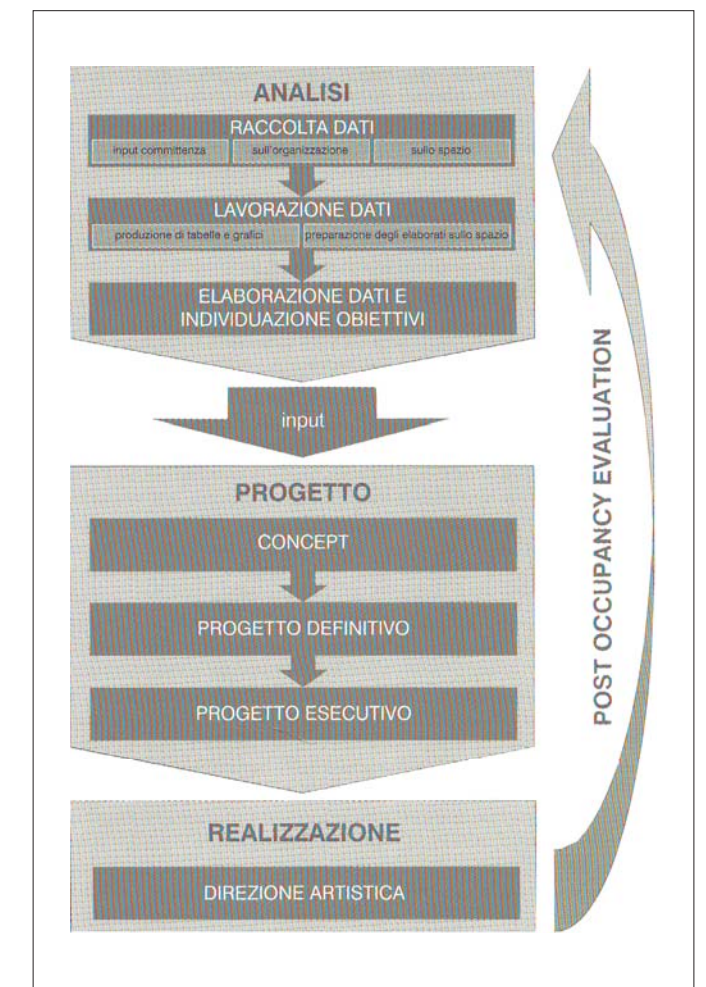 ANALISI
RACCOLTA DATI
input committenza
sull'organizzazione
sullo spazio
LAVORAZIONE DATI
produzione di tabelle e grafici
preparazione degli elaborati sullo spazio
ELABORAZIONE DATI E
INDIVIDUAZIONE OBIETTIVI
input
PROGETTO
CONCEPT
PROGETTO DEFINITIVO
PROGETTO ESECUTIVO
REALIZZAZIONE
DIREZIONE ARTISTICA
POST OCCUPANCY EVALUATION